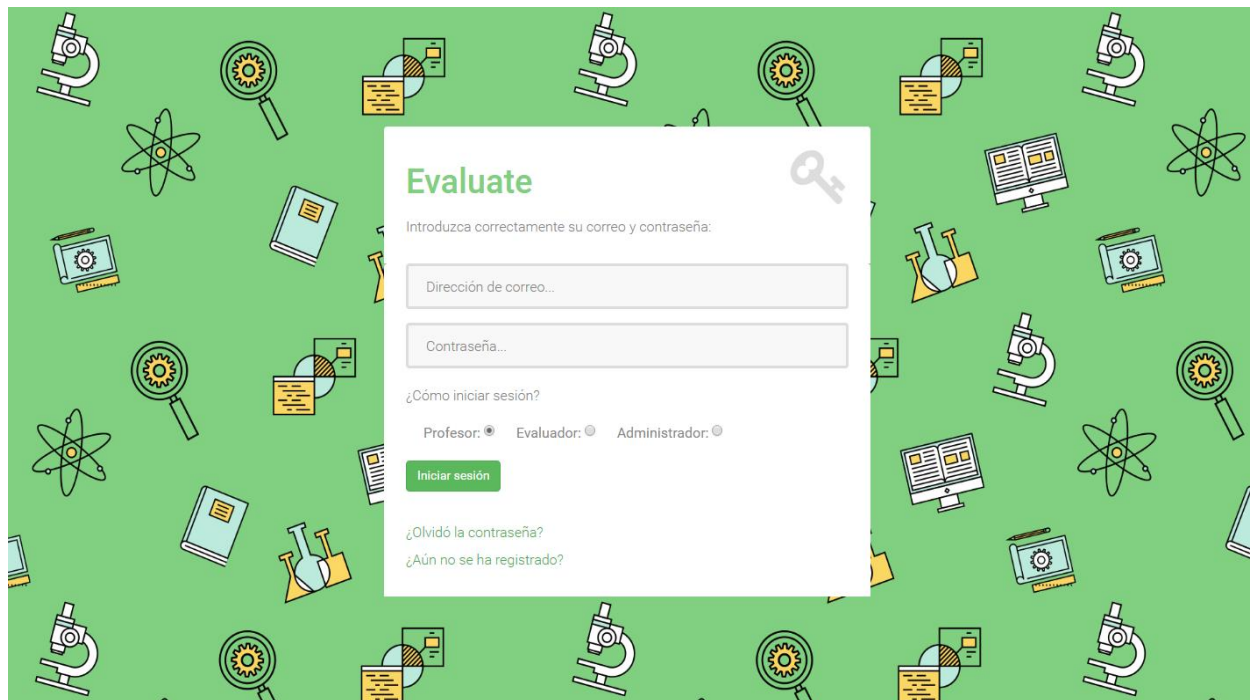 Evaluate
Introduzca correctamente su correo y contraseña:
Dirección de correo...
Contraseña...
¿Cómo iniciar sesión?
Profesor: Evaluador: Administrador:
Iniciar sesión
¿Olvidó la contraseña?
¿Aún no se ha registrado?